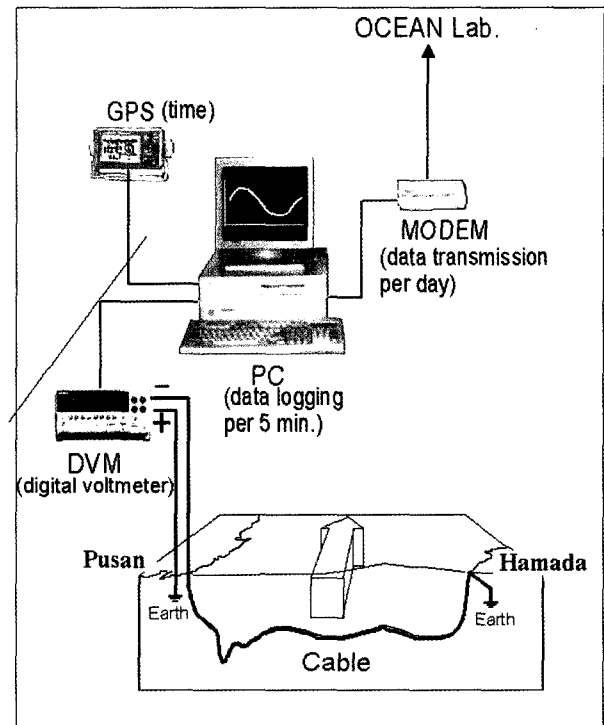 OCEAN Lab.
GPS (time)
MODEM
(data transmission
per day)
PC
(data logging
per 5 min.)
−
+
DVM
(digital voltmeter)
Pusan
Hamada
Earth
Earth
Cable